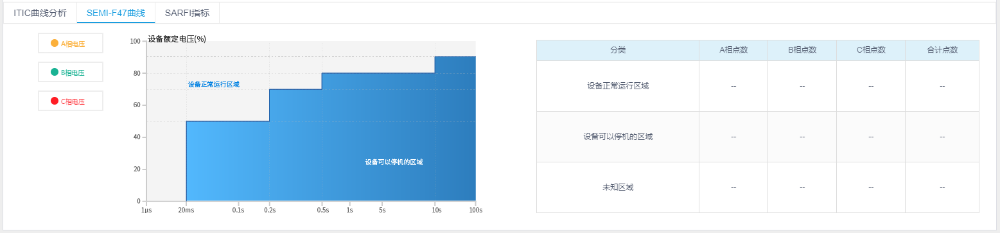 ITIC曲线分析 SEMI-F47曲线 SARFI指标
A相电压
B相电压
C相电压
设备额定电压(%)
100
80
60
40
20
0
设备正常运行区域
设备可以停机的区域
1μs 20ms 0.1s 0.2s 0.5s 1s 5s 10s 100s
分类 A相点数 B相点数 C相点数 合计点数
设备正常运行区域 -- -- -- --
设备可以停机的区域 -- -- -- --
未知区域 -- -- -- --